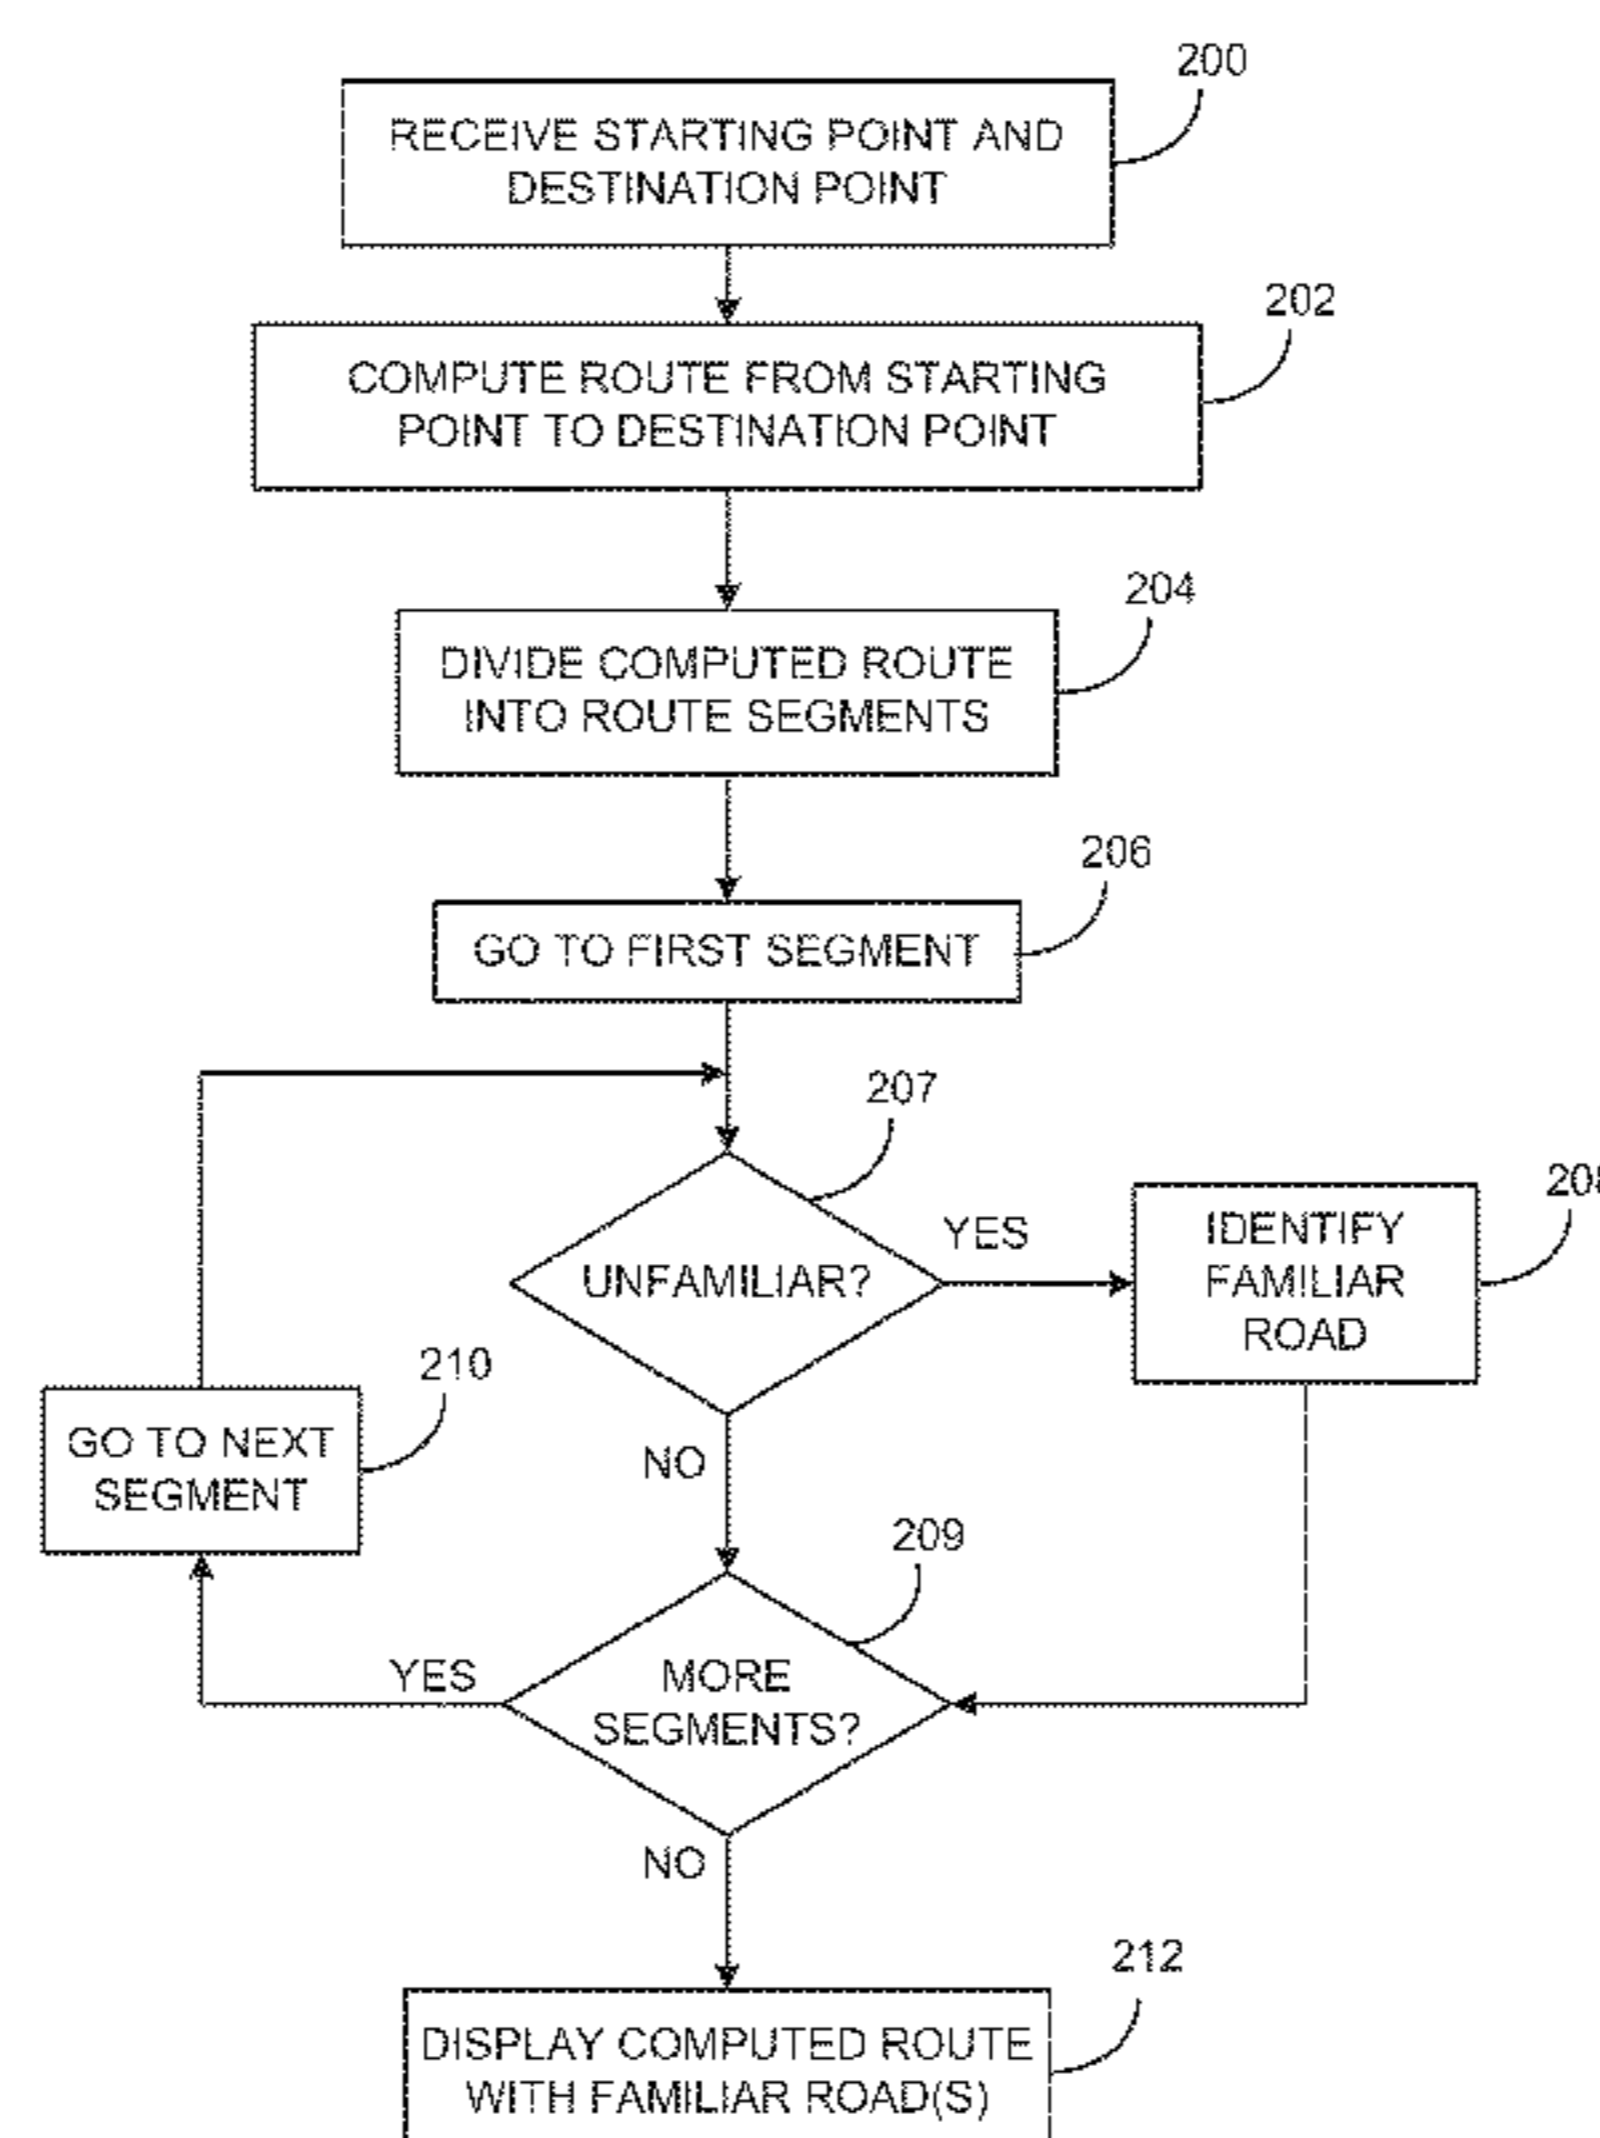 200
RECEIVE STARTING POINT AND
DESTINATION POINT
202
COMPUTE ROUTE FROM STARTING
POINT TO DESTINATION POINT
204
DIVIDE COMPUTED ROUTE
INTO ROUTE SEGMENTS
206
GO TO FIRST SEGMENT
207
UNFAMILIAR?
YES
IDENTIFY
FAMILIAR
ROAD
210
GO TO NEXT
SEGMENT
NO
209
YES
MORE
SEGMENTS?
NO
212
DISPLAY COMPUTED ROUTE
WITH FAMILIAR ROAD(S)